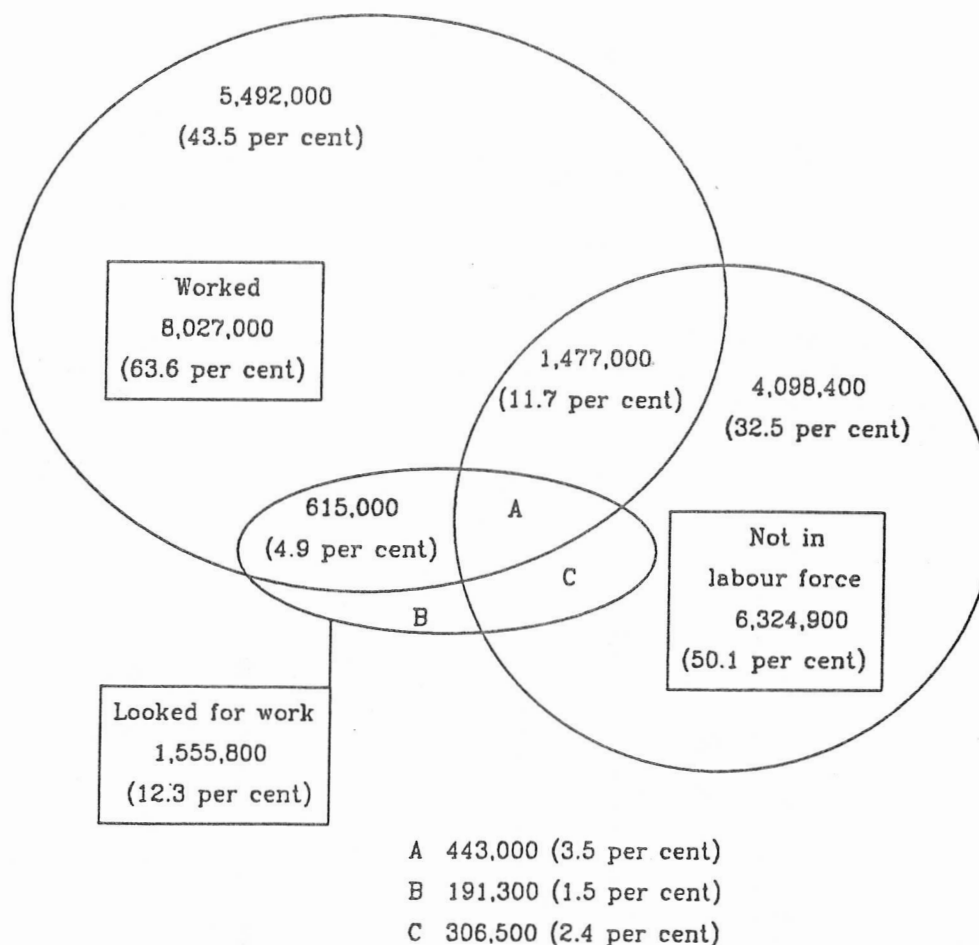 5,492,000
(43.5 per cent)
Worked
8,027,000
(63.6 per cent)
1,477,000
(11.7 per cent)
4,098,400
(32.5 per cent)
615,000
(4.9 per cent)
A
C
B
Not in
labour force
6,324,900
(50.1 per cent)
Looked for work
1,555,800
(12.3 per cent)
A 443,000 (3.5 per cent)
B 191,300 (1.5 per cent)
C 306,500 (2.4 per cent)